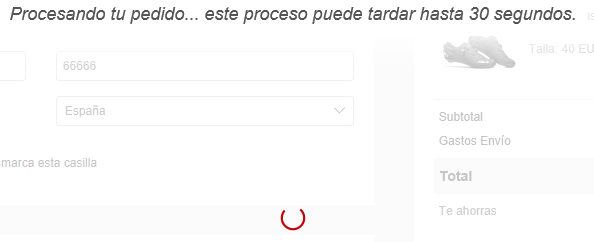 Procesando tu pedido... este proceso puede tardar hasta 30 segundos.
Talla: 40 EU
66666
España
Subtotal
Gastos Envío
smarca esta casilla
Total
Te ahorras